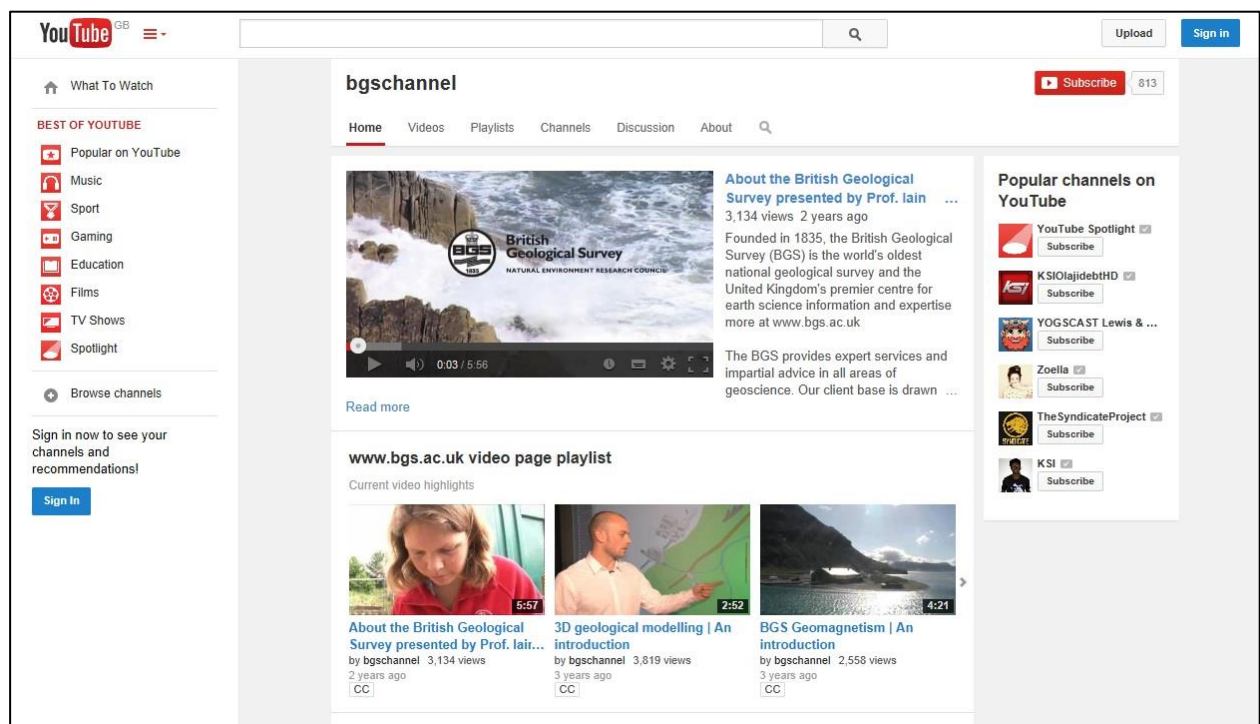 YouTube GB
Upload
Sign in
What To Watch
BEST OF YOUTUBE
Popular on YouTube
Music
Sport
Gaming
Education
Films
TV Shows
Spotlight
Browse channels
Sign in now to see your
channels and
recommendations!
Sign In
bgschannel
Subscribe 813
Home Videos Playlists Channels Discussion About
BGS
1835
British
Geological Survey
NATURAL ENVIRONMENT RESEARCH COUNCIL
0:03 / 5:56
About the British Geological
Survey presented by Prof. Iain ...
3,134 views 2 years ago
Founded in 1835, the British Geological
Survey (BGS) is the world's oldest
national geological survey and the
United Kingdom's premier centre for
earth science information and expertise
more at www.bgs.ac.uk
The BGS provides expert services and
impartial advice in all areas of
geoscience. Our client base is drawn ...
Read more
www.bgs.ac.uk video page playlist
Current video highlights
5:57
About the British Geological
Survey presented by Prof. Iain...
by bgschannel 3,134 views
2 years ago
CC
2:52
3D geological modelling | An
introduction
by bgschannel 3,819 views
3 years ago
CC
4:21
BGS Geomagnetism | An
introduction
by bgschannel 2,558 views
3 years ago
CC
Popular channels on
YouTube
YouTube Spotlight
Subscribe
KSIOlajidebtHD
Subscribe
KSI
YOGSCAST Lewis & ...
Subscribe
Zoella
Subscribe
TheSyndicateProject
Subscribe
SYNDICATE
KSI
Subscribe